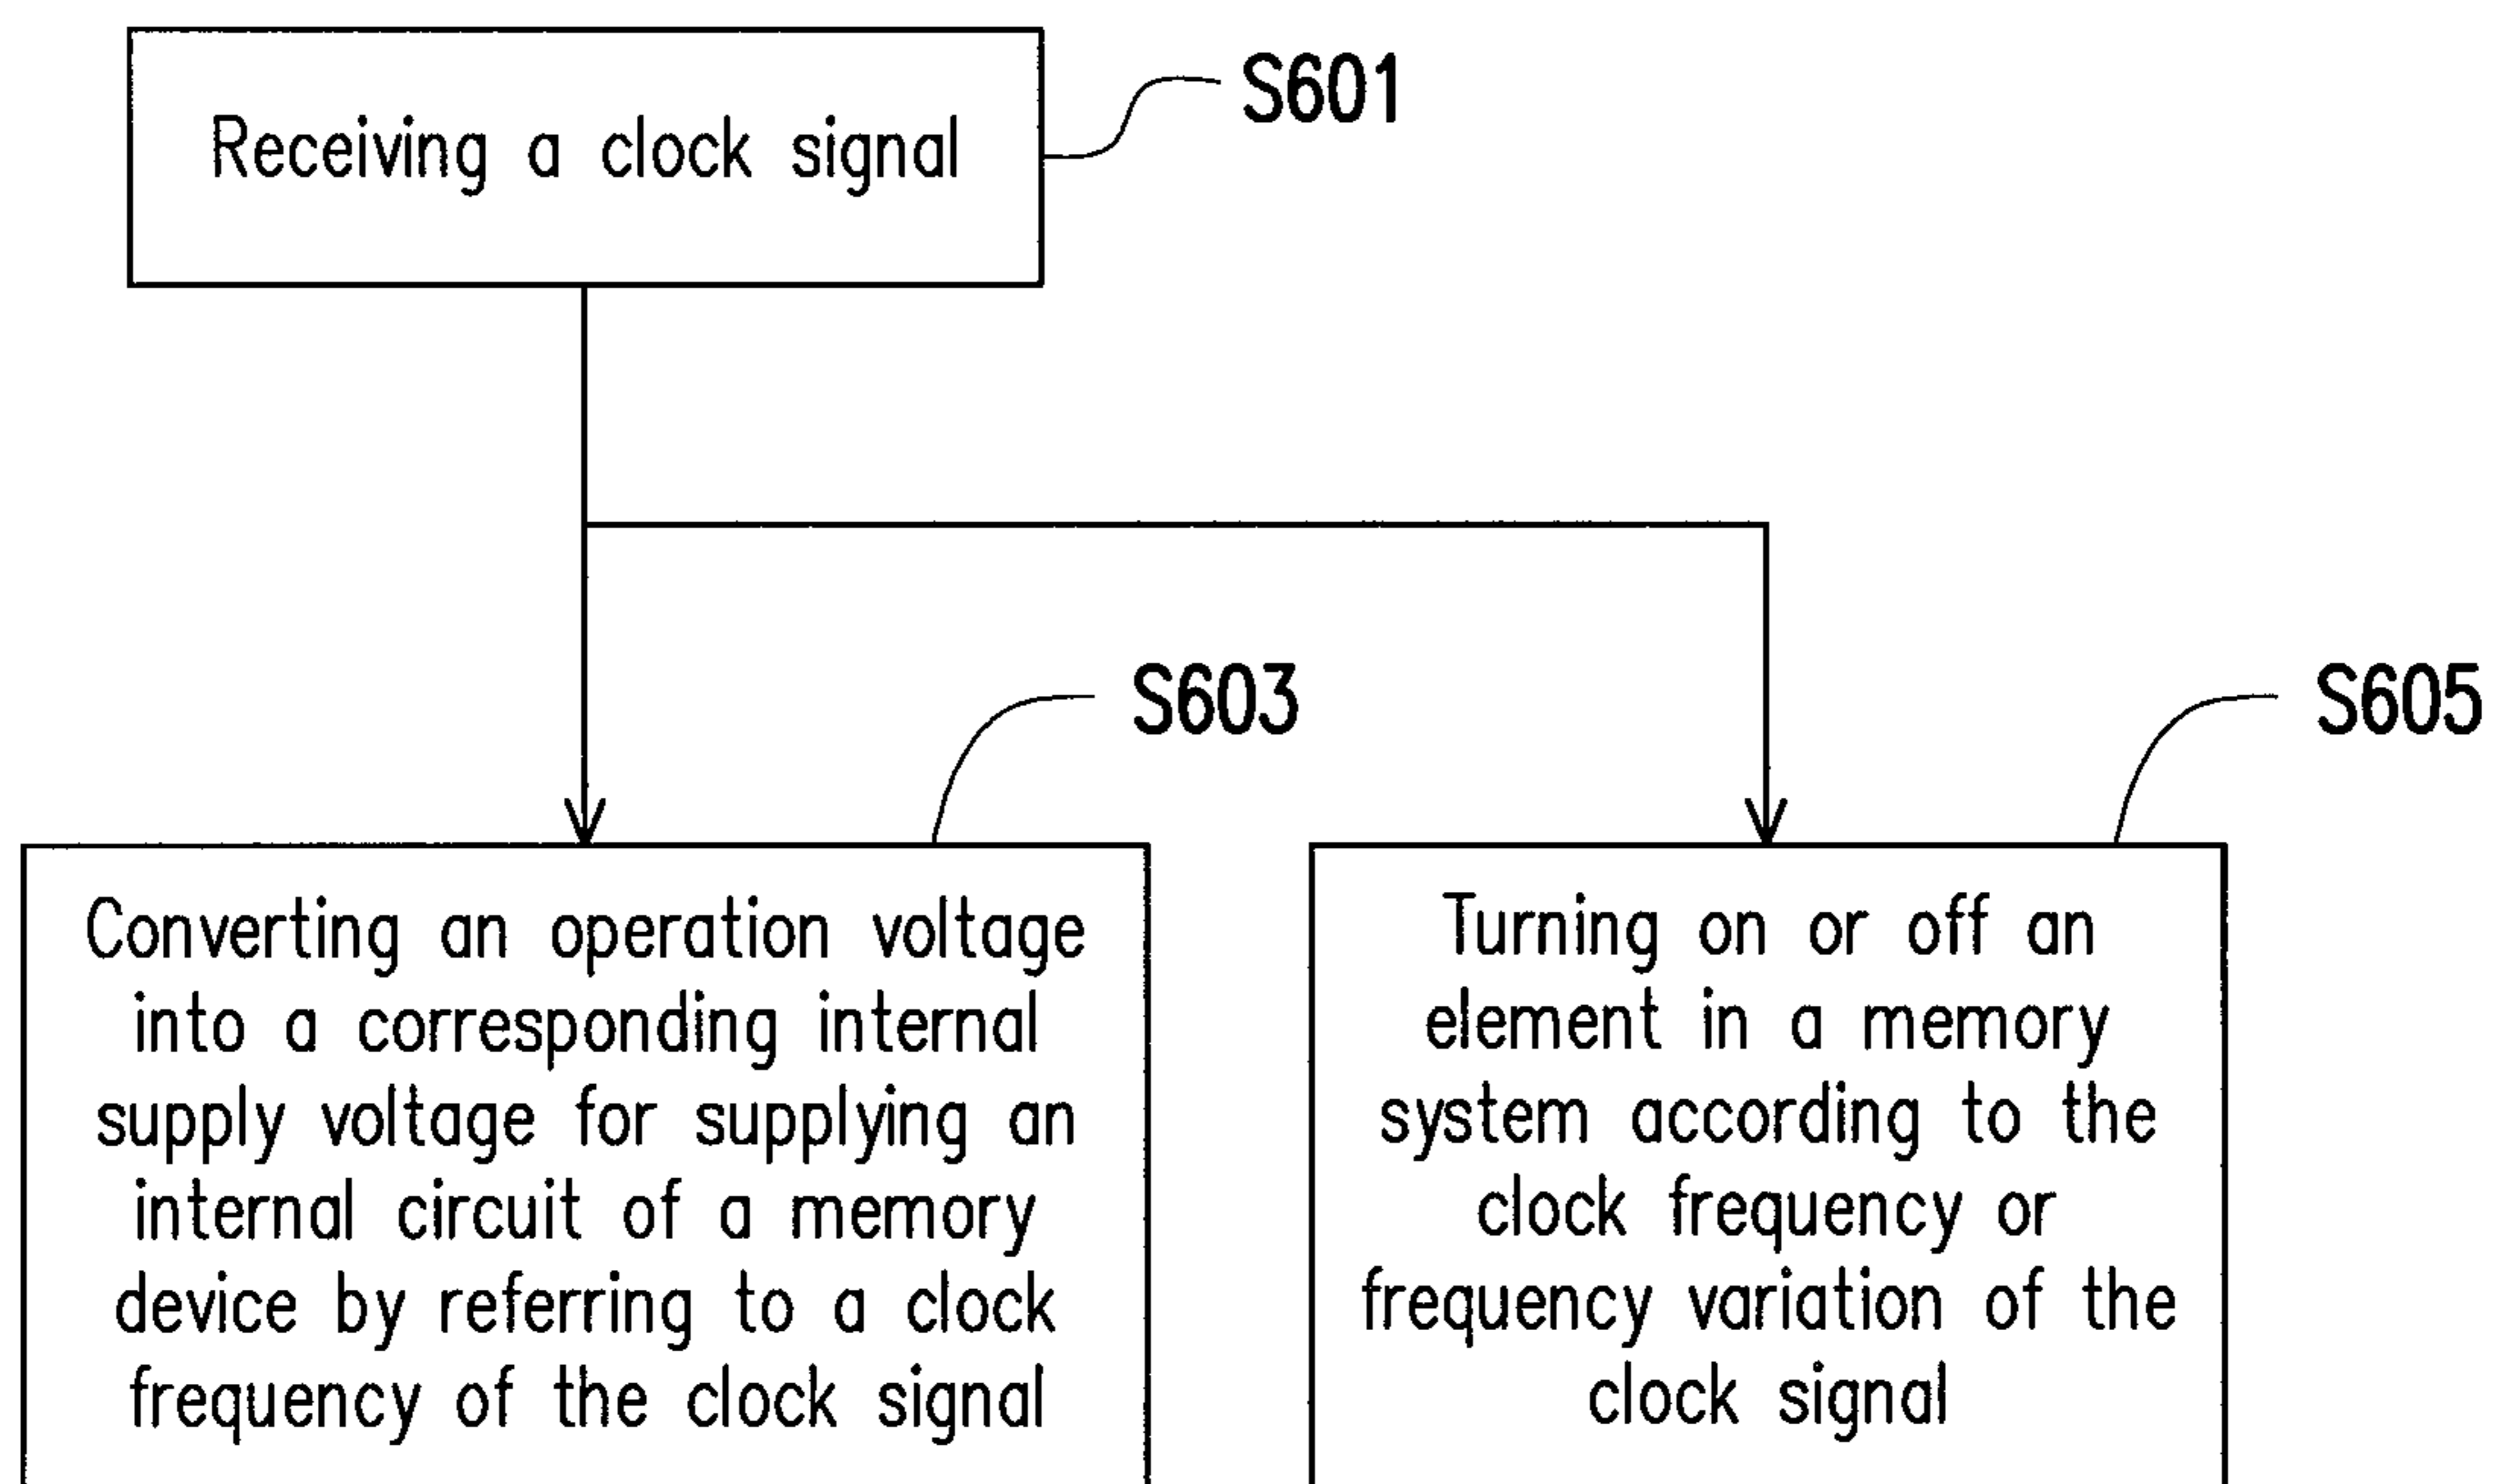 Receiving a clock signal
S601
S603
Converting an operation voltage
into a corresponding internal
supply voltage for supplying an
internal circuit of a memory
device by referring to a clock
frequency of the clock signal
S605
Turning on or off an
element in a memory
system according to the
clock frequency or
frequency variation of the
clock signal